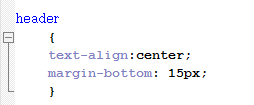 header
{
text-align:center;
margin-bottom: 15px;
}